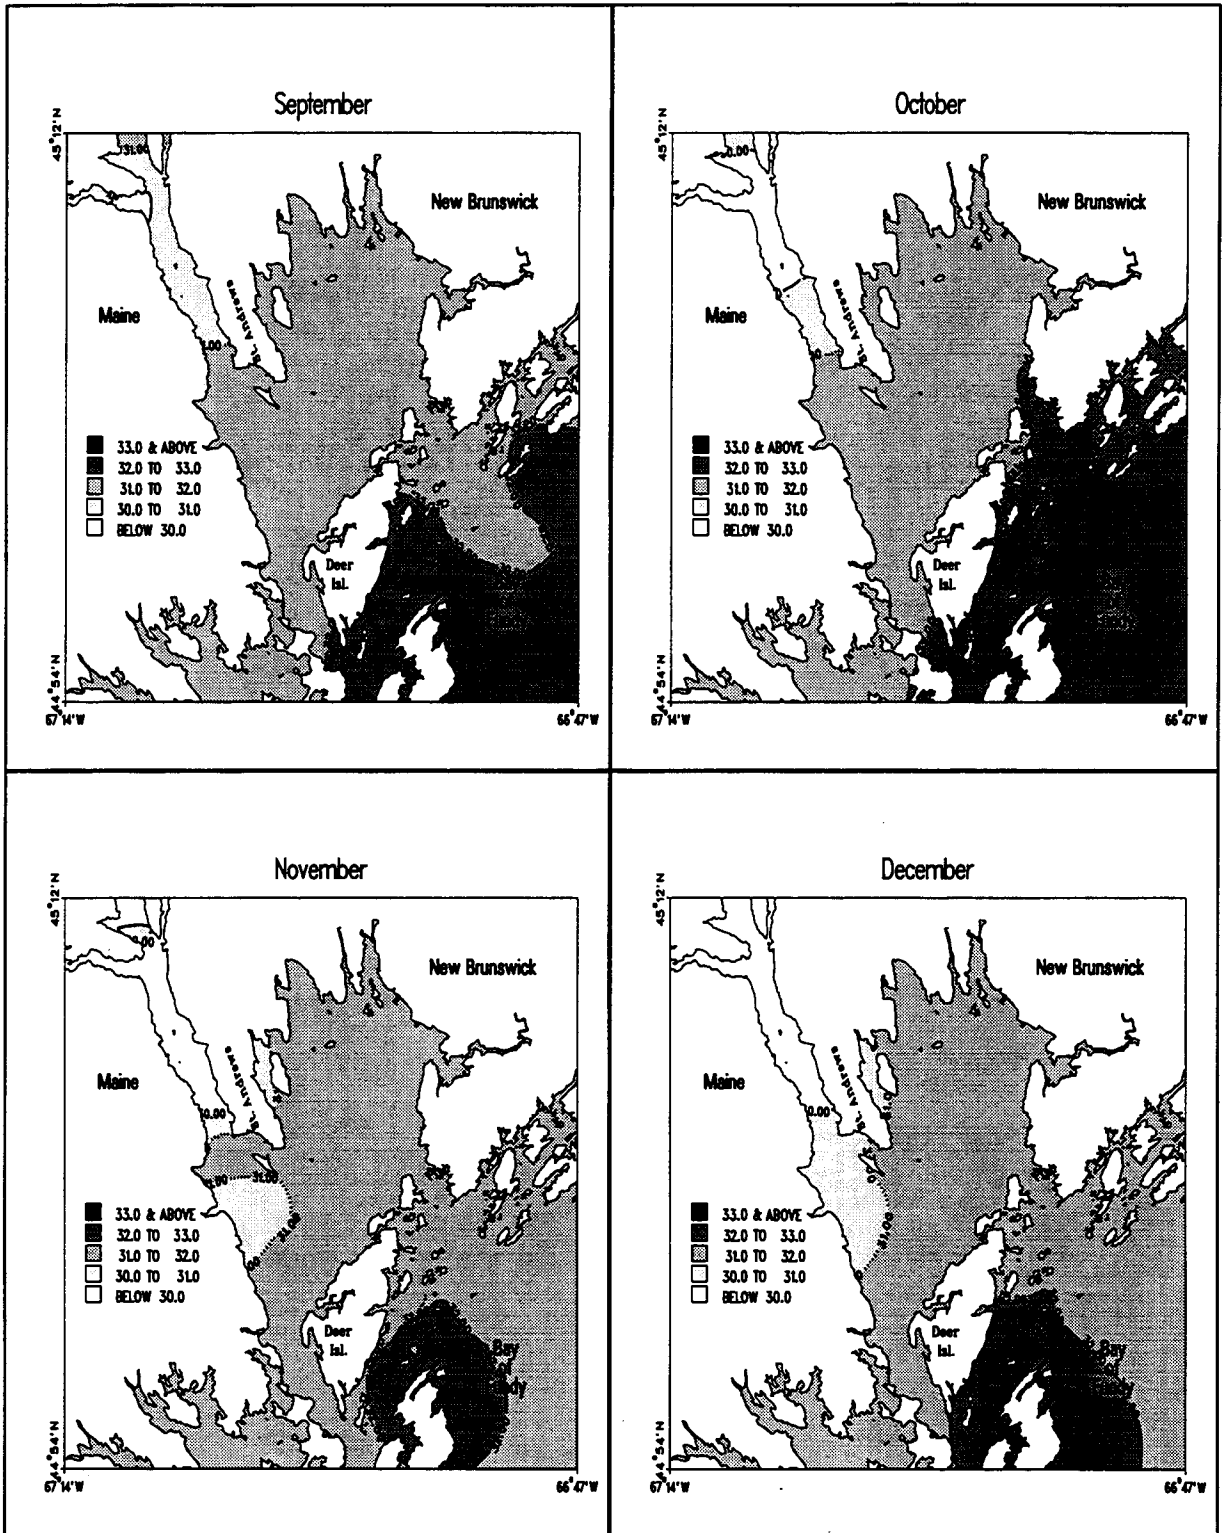 September
45°12'N
31.00
New Brunswick
Maine
St. Andrews
33.0 & ABOVE
32.0 TO 33.0
31.0 TO 32.0
30.0 TO 31.0
BELOW 30.0
Deer
Isl.
44°54'N
67°14'W
66°47'W
October
45°12'N
0.00
New Brunswick
Maine
St. Andrews
33.0 & ABOVE
32.0 TO 33.0
31.0 TO 32.0
30.0 TO 31.0
BELOW 30.0
Deer
Isl.
44°54'N
67°14'W
66°47'W
November
45°12'N
New Brunswick
Maine
St. Andrews
0.00
31.00
31.00
33.0 & ABOVE
32.0 TO 33.0
31.0 TO 32.0
30.0 TO 31.0
BELOW 30.0
Deer
Isl.
Bay
44°54'N
67°14'W
66°47'W
December
45°12'N
New Brunswick
Maine
St. Andrews
31.0
0.00
31.00
33.0 & ABOVE
32.0 TO 33.0
31.0 TO 32.0
30.0 TO 31.0
BELOW 30.0
Deer
Isl.
Bay
44°54'N
67°14'W
66°47'W